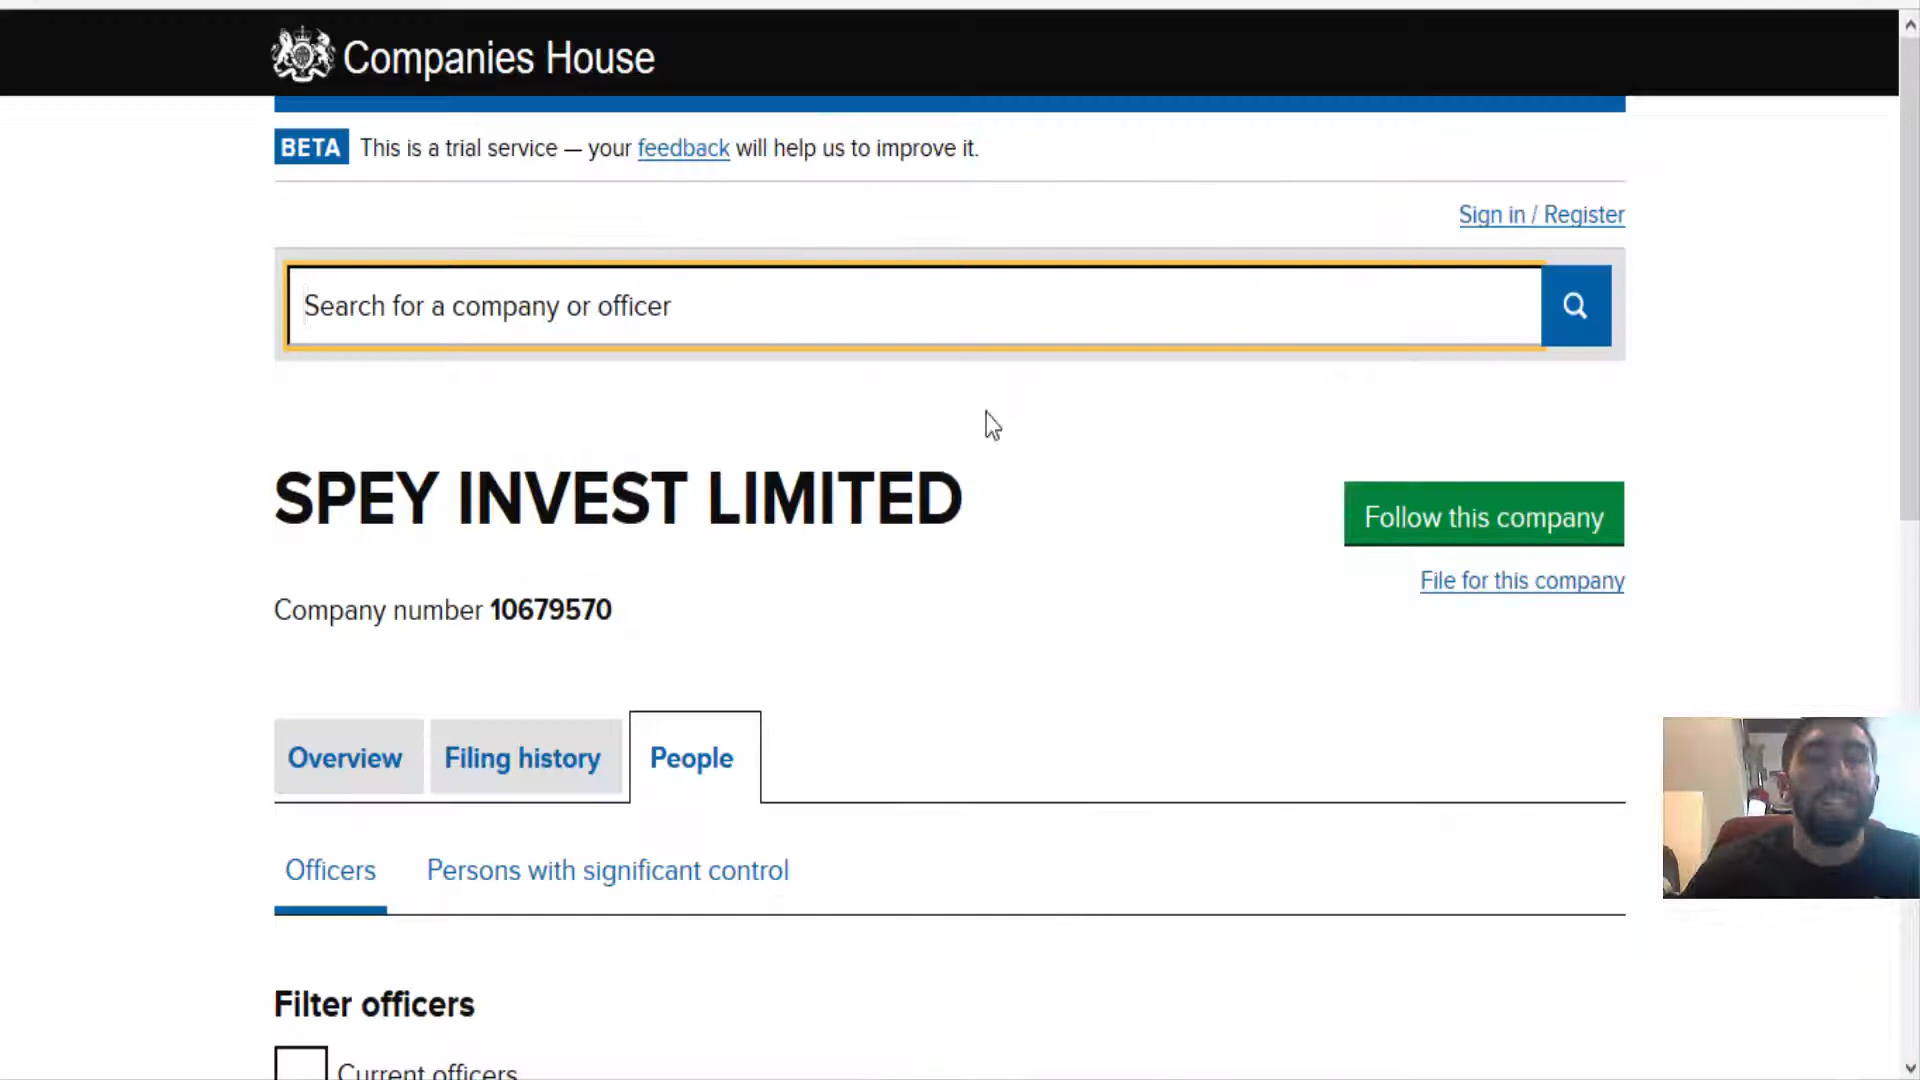 Companies House
BETA This is a trial service — your feedback will help us to improve it.
Sign in / Register
Search for a company or officer
SPEY INVEST LIMITED
Follow this company
File for this company
Company number 10679570
Overview Filing history People
Officers Persons with significant control
Filter officers
Current officers